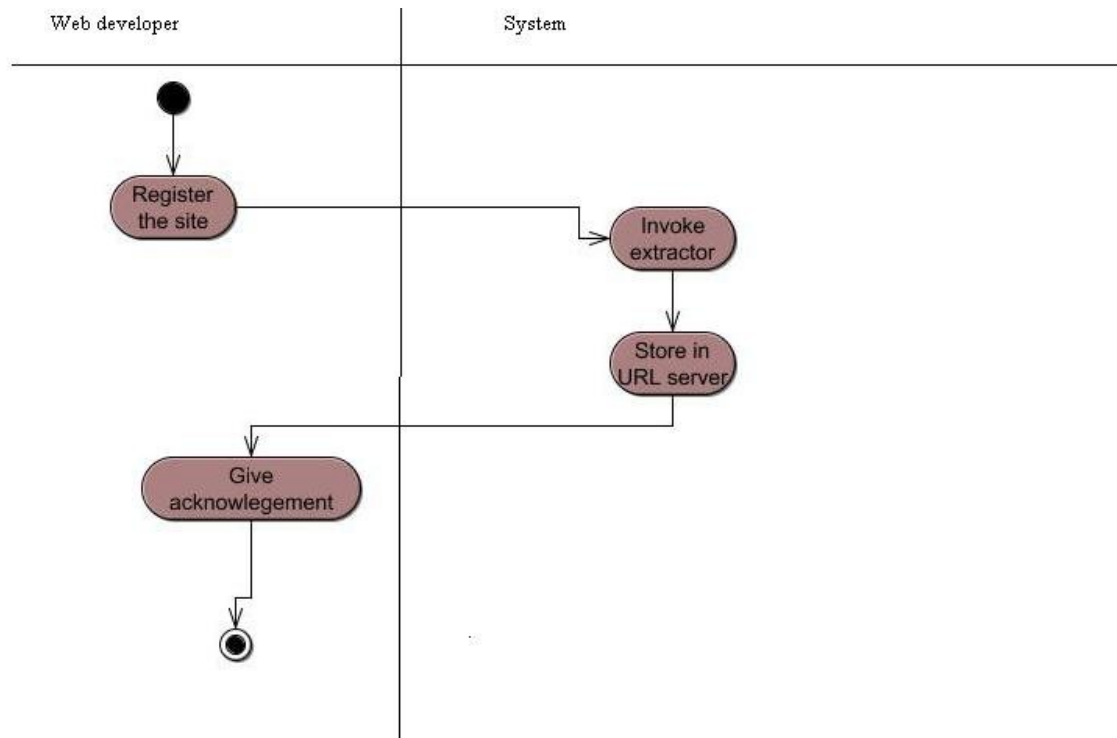 Web developer
System
Register
the site
Invoke
extractor
Store in
URL server
Give
acknowlegement